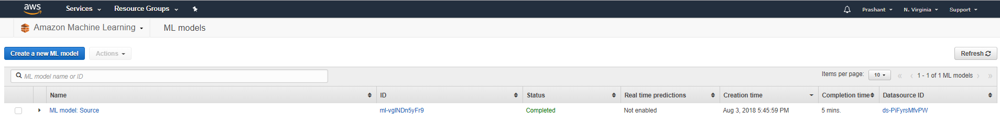 aws Services Resource Groups Prashant N. Virginia Support
Amazon Machine Learning ML models
Create a new ML model Actions Refresh
ML model name or ID Items per page: 10 « ‹ 1 - 1 of 1 ML models › »
Name ID Status Real time predictions Creation time Completion time Datasource ID
ML model: Source ml-vgINDn5yFr9 Completed Not enabled Aug 3, 2018 5:45:59 PM 5 mins. ds-PiFyrsMfvPW